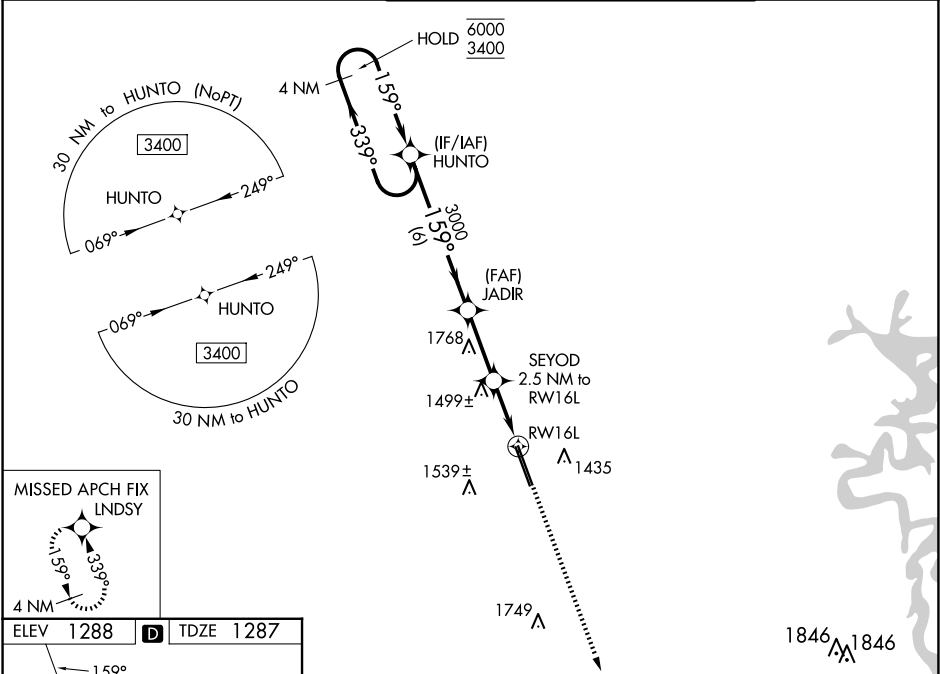 HOLD 6000
3400
4 NM
159°
339°
(IF/IAF)
HUNTO
30 NM to HUNTO (NoPT)
3400
HUNTO
249°
069°
3000
159°
(6)
249°
HUNTO
069°
3400
30 NM to HUNTO
(FAF)
JADIR
1768
SEYOD
2.5 NM to
RW16L
1499±
RW16L
1435
1539±
MISSED APCH FIX
LNDSY
159°
339°
4 NM
1749
1846
1846
ELEV 1288 D TDZE 1287
159°